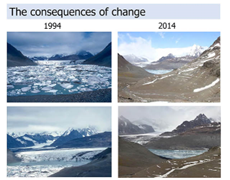 The consequences of change
1994 2014